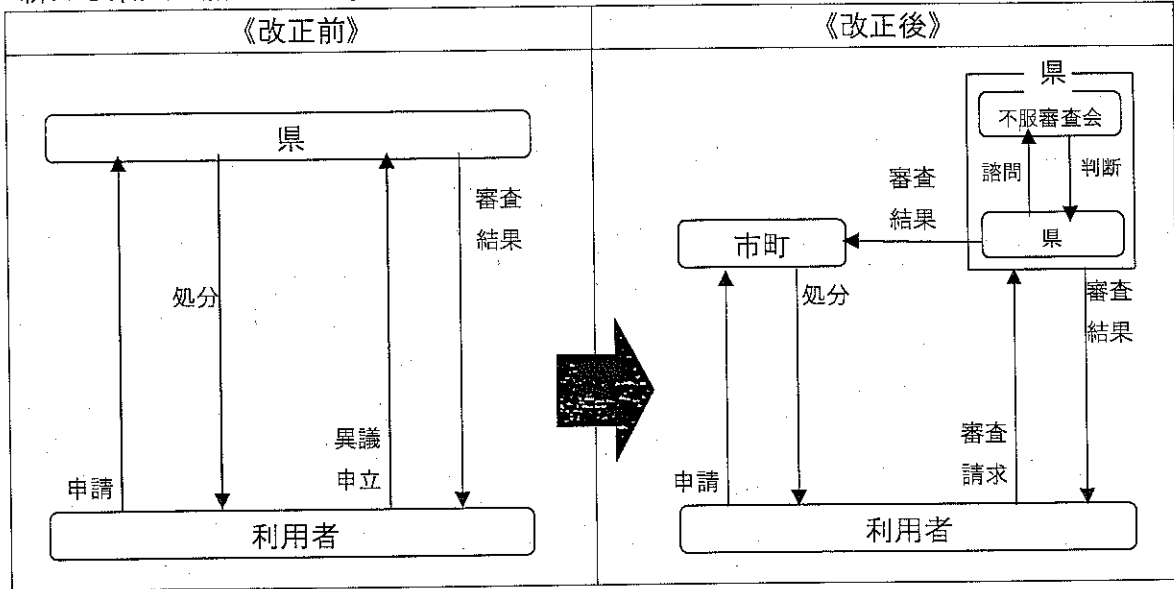 《改正前》
県
審査
結果
処分
異議
申立
申請
利用者
《改正後》
県
不服審査会
諮問
判断
審査
結果
県
市町
処分
審査
結果
審査
請求
申請
利用者